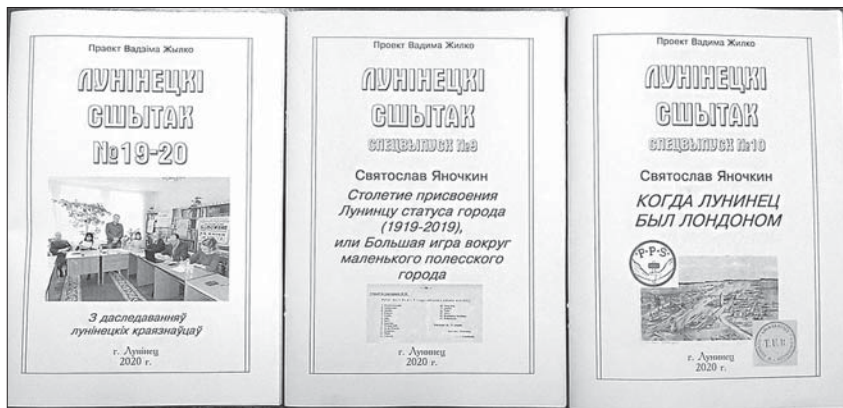 Праект Вадзіма Жылко
ЛУНІНЕЦКІ
СШЫТАК
№19-20
З даследаванняў
лунінецкіх краязнаўцаў
г. Лунінец
2020 г.
Проект Вадима Жилко
ЛУНІНЕЦКІ
СШЫТАК
СПЕЦВЫПУСК №9
Святослав Яночкин
Столетие присвоения
Лунинцу статуса города
(1919-2019),
или Большая игра вокруг
маленького полесского
города
г. Лунинец
2020 г.
Проект Вадима Жилко
ЛУНІНЕЦКІ
СШЫТАК
СПЕЦВЫПУСК №10
Святослав Яночкин
КОГДА ЛУНИНЕЦ
БЫЛ ЛОНДОНОМ
P.P.S.
г. Лунинец
2020 г.